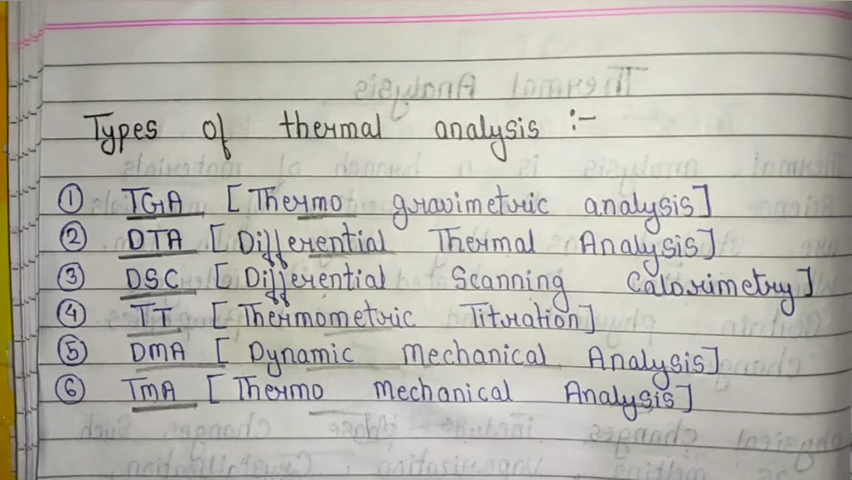 Types of thermal analysis :-
① TGA [Thermo gravimetric analysis]
② DTA [Differential Thermal Analysis]
③ DSC [Differential Scanning Calorimetry]
④ TT [Thermometric Titration]
⑤ DMA [Dynamic Mechanical Analysis]
⑥ TMA [Thermo Mechanical Analysis]